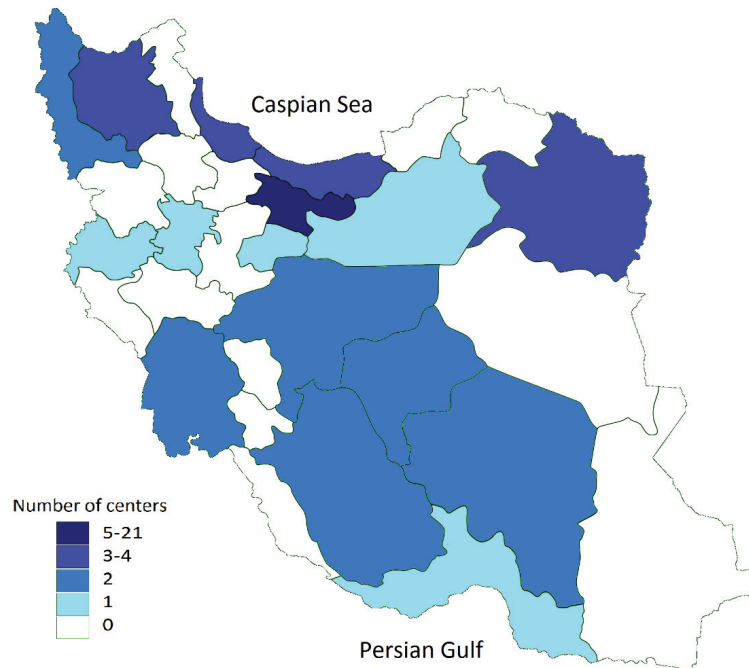 Caspian Sea
Number of centers
5-21
3-4
2
1
0
Persian Gulf